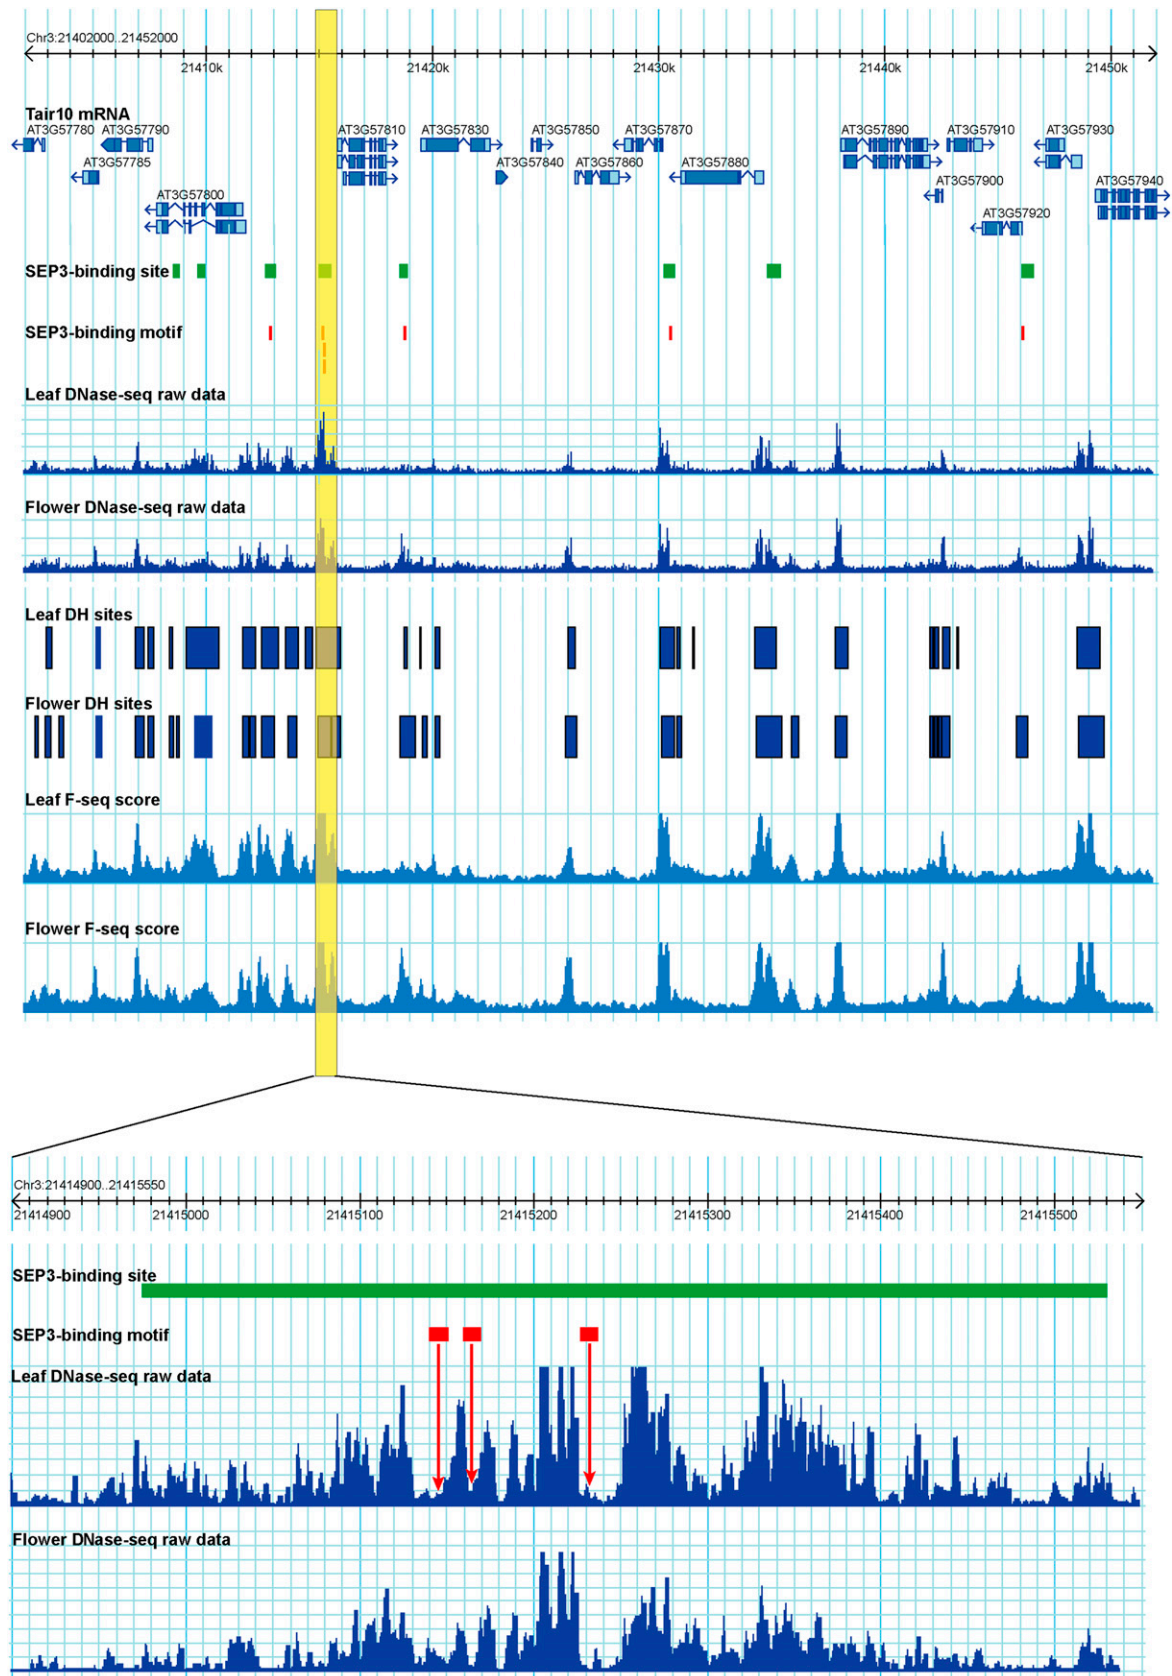 Chr3:21402000..21452000
21410k 21420k 21430k 21440k 21450k
Tair10 mRNA
AT3G57780 AT3G57790 AT3G57810 AT3G57830 AT3G57850 AT3G57870 AT3G57890 AT3G57910 AT3G57930
AT3G57785 AT3G57840 AT3G57860 AT3G57880
AT3G57800 AT3G57900 AT3G57940
AT3G57920
SEP3-binding site
SEP3-binding motif
Leaf DNase-seq raw data
Flower DNase-seq raw data
Leaf DH sites
Flower DH sites
Leaf F-seq score
Flower F-seq score
Chr3:21414900..21415550
21414900 21415000 21415100 21415200 21415300 21415400 21415500
SEP3-binding site
SEP3-binding motif
Leaf DNase-seq raw data
Flower DNase-seq raw data